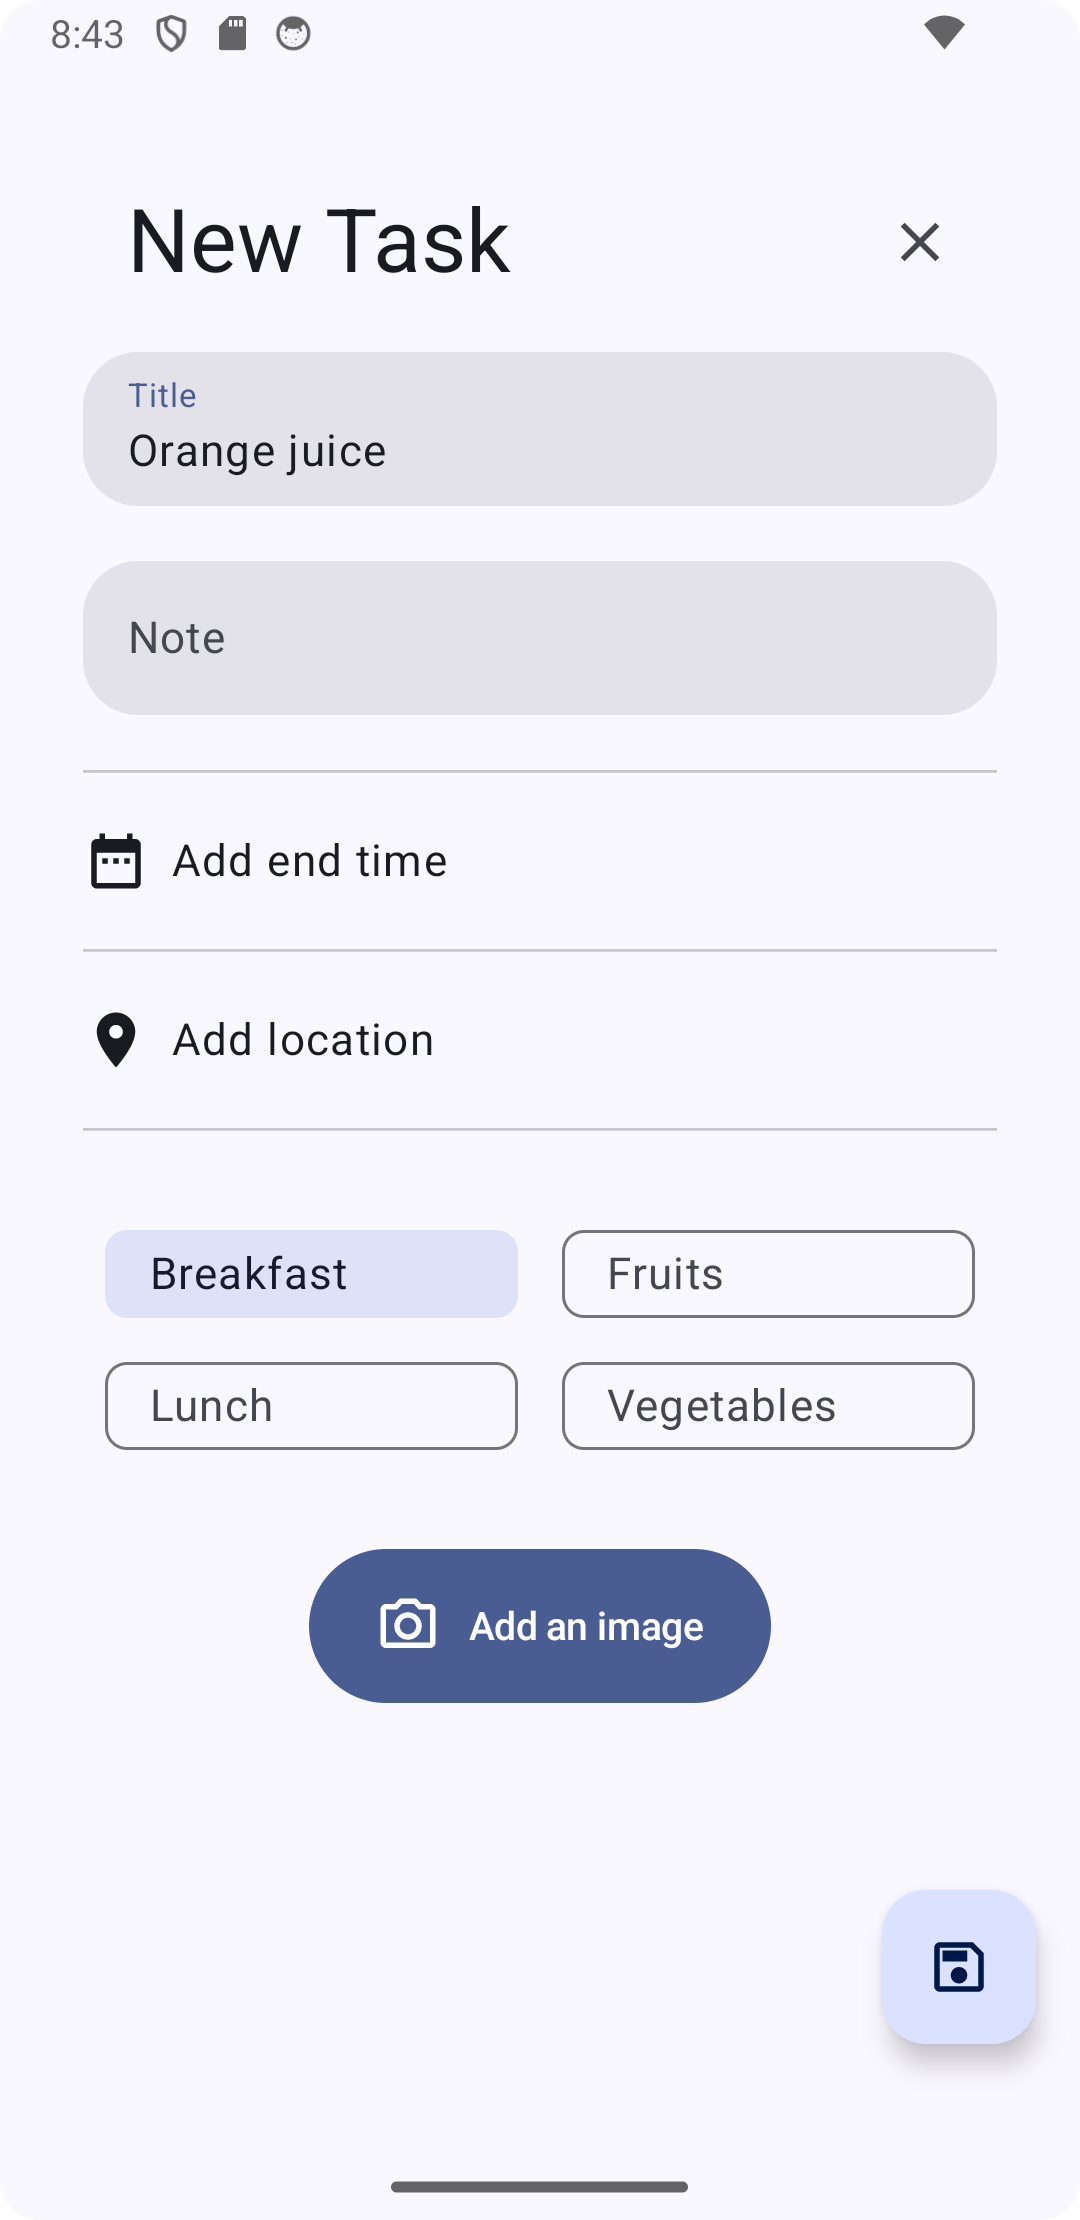 8:43
New Task
Title
Orange juice
Note
Add end time
Add location
Breakfast
Fruits
Lunch
Vegetables
Add an image